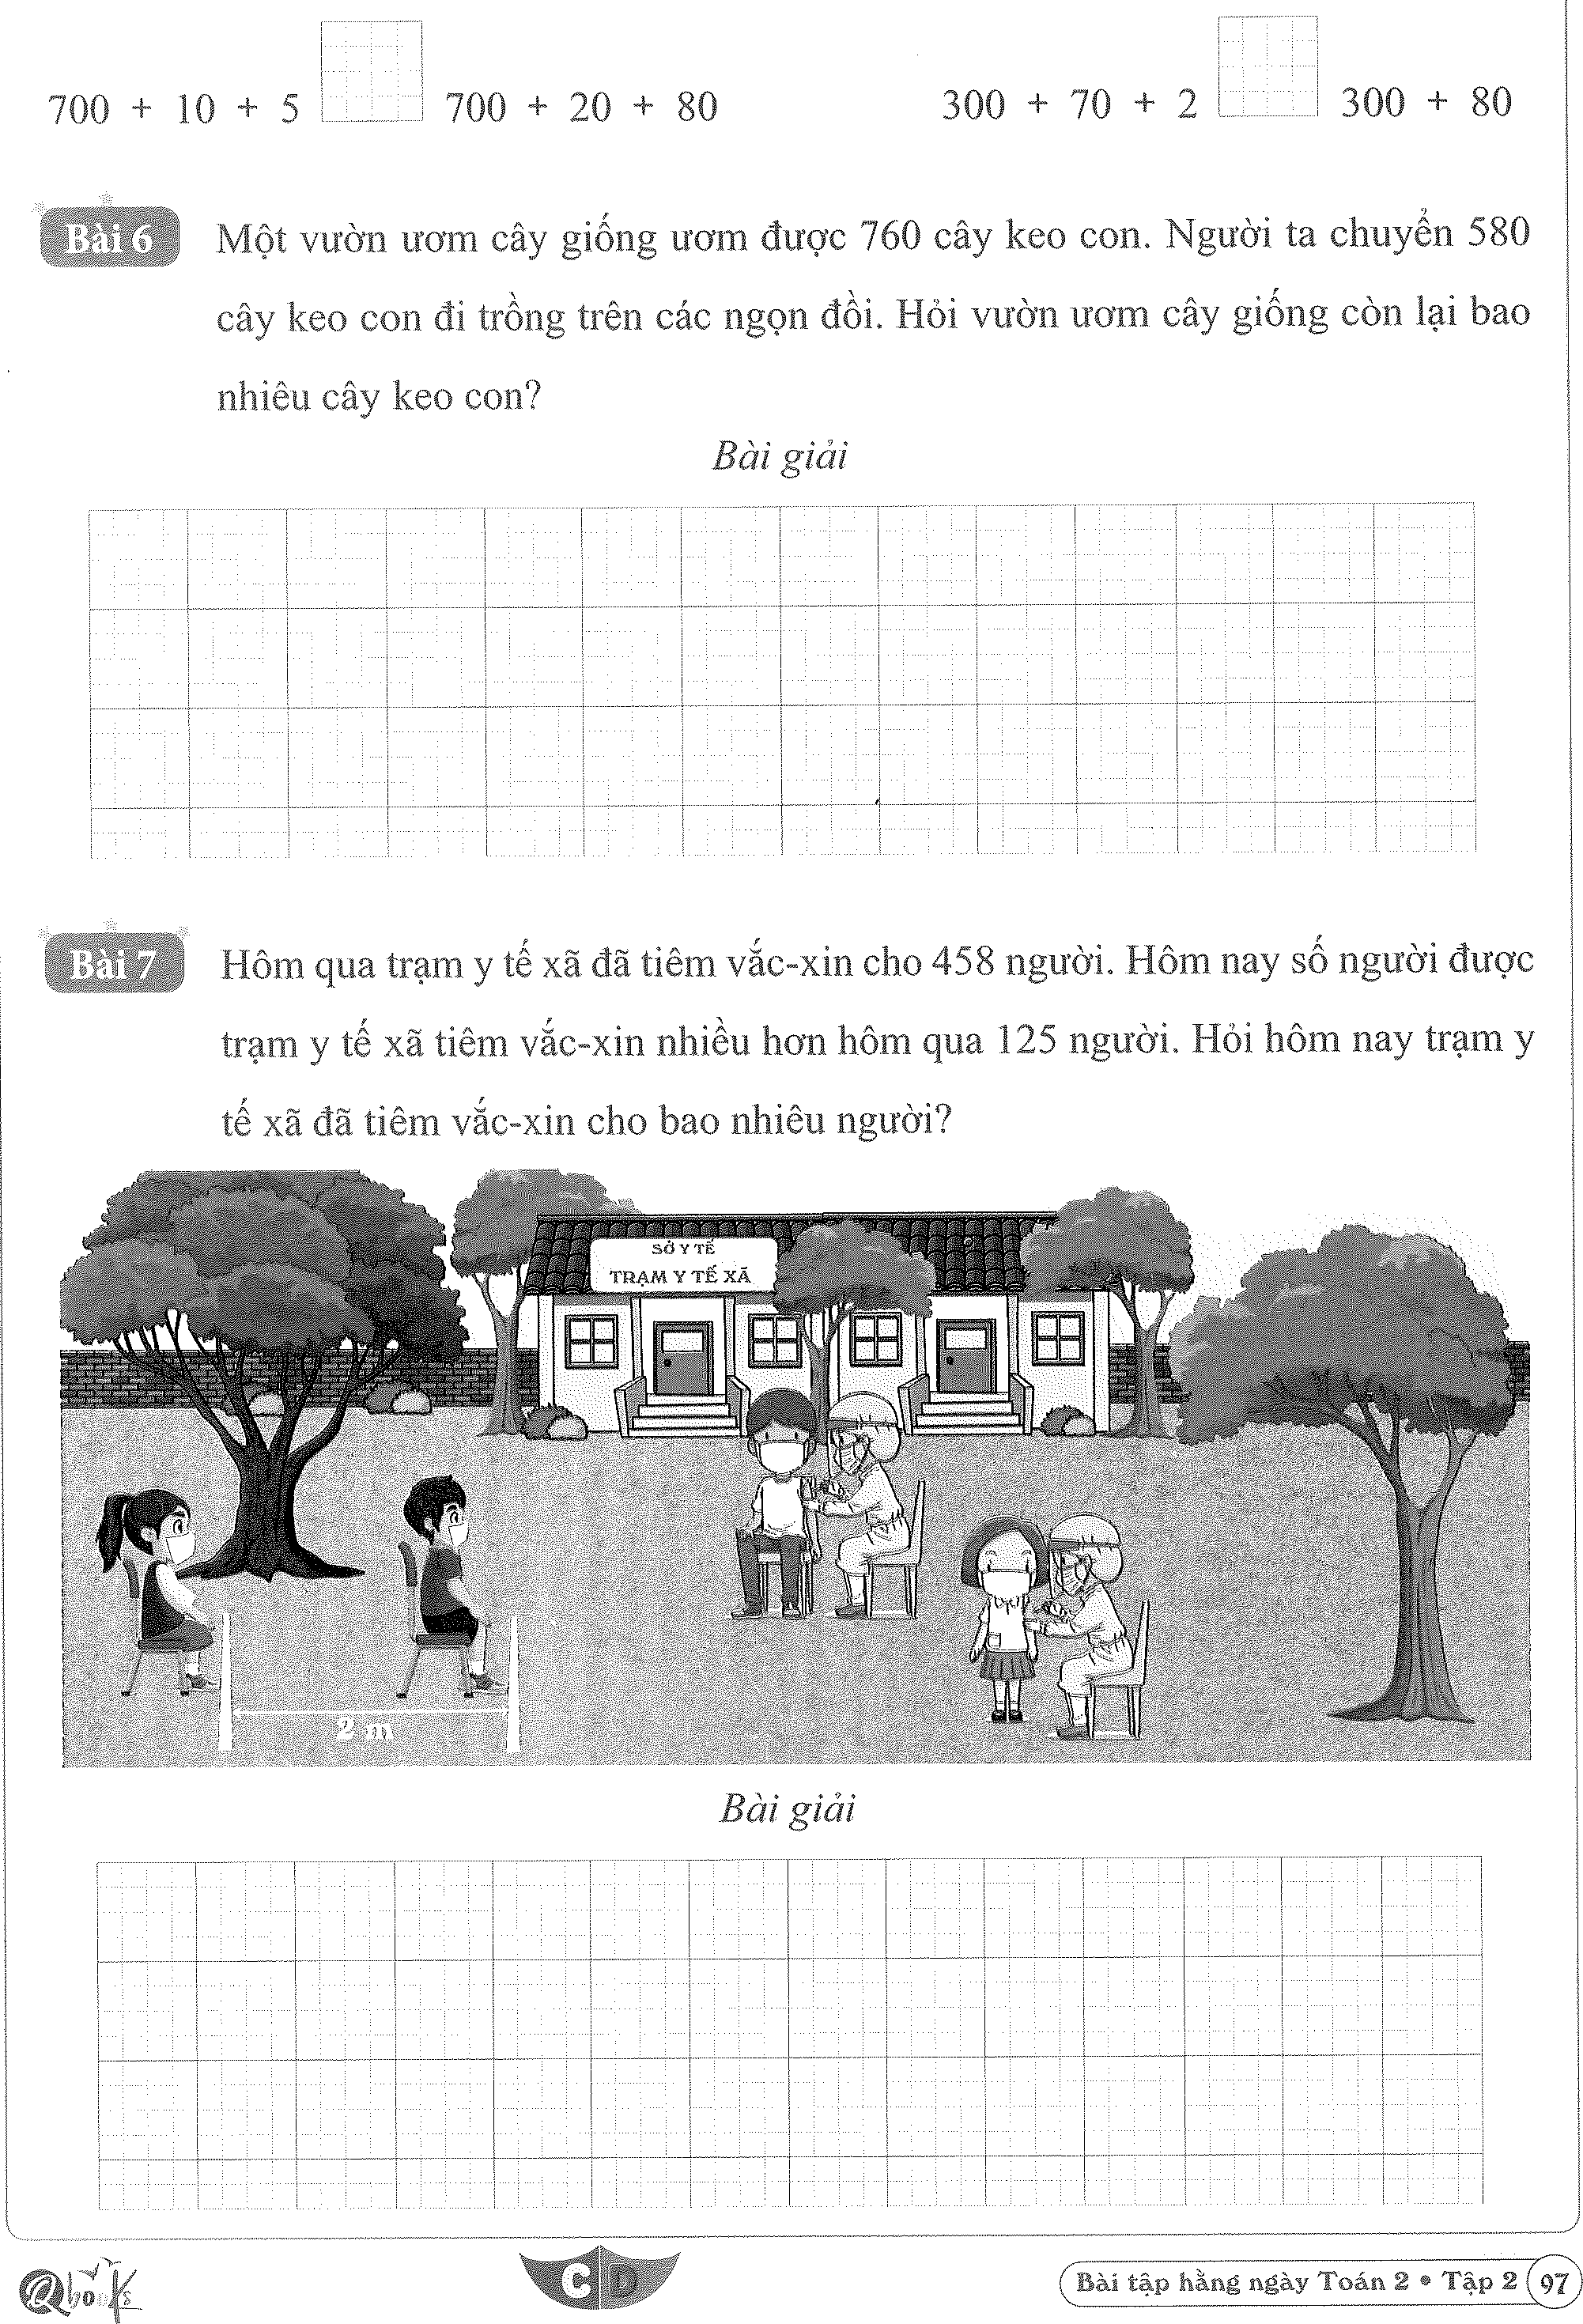 700 + 10 + 5 700 + 20 + 80 300 + 70 + 2 300 + 80
Bài 6 Một vườn ươm cây giống ươm được 760 cây keo con. Người ta chuyển 580
cây keo con đi trồng trên các ngọn đồi. Hỏi vườn ươm cây giống còn lại bao
nhiêu cây keo con?
Bài giải
Bài 7 Hôm qua trạm y tế xã đã tiêm vắc-xin cho 458 người. Hôm nay số người được
trạm y tế xã tiêm vắc-xin nhiều hơn hôm qua 125 người. Hỏi hôm nay trạm y
tế xã đã tiêm vắc-xin cho bao nhiêu người?
SỞ Y TẾ
TRẠM Y TẾ XÃ
2 m
Bài giải
Qbooks CD Bài tập hằng ngày Toán 2 • Tập 2 97